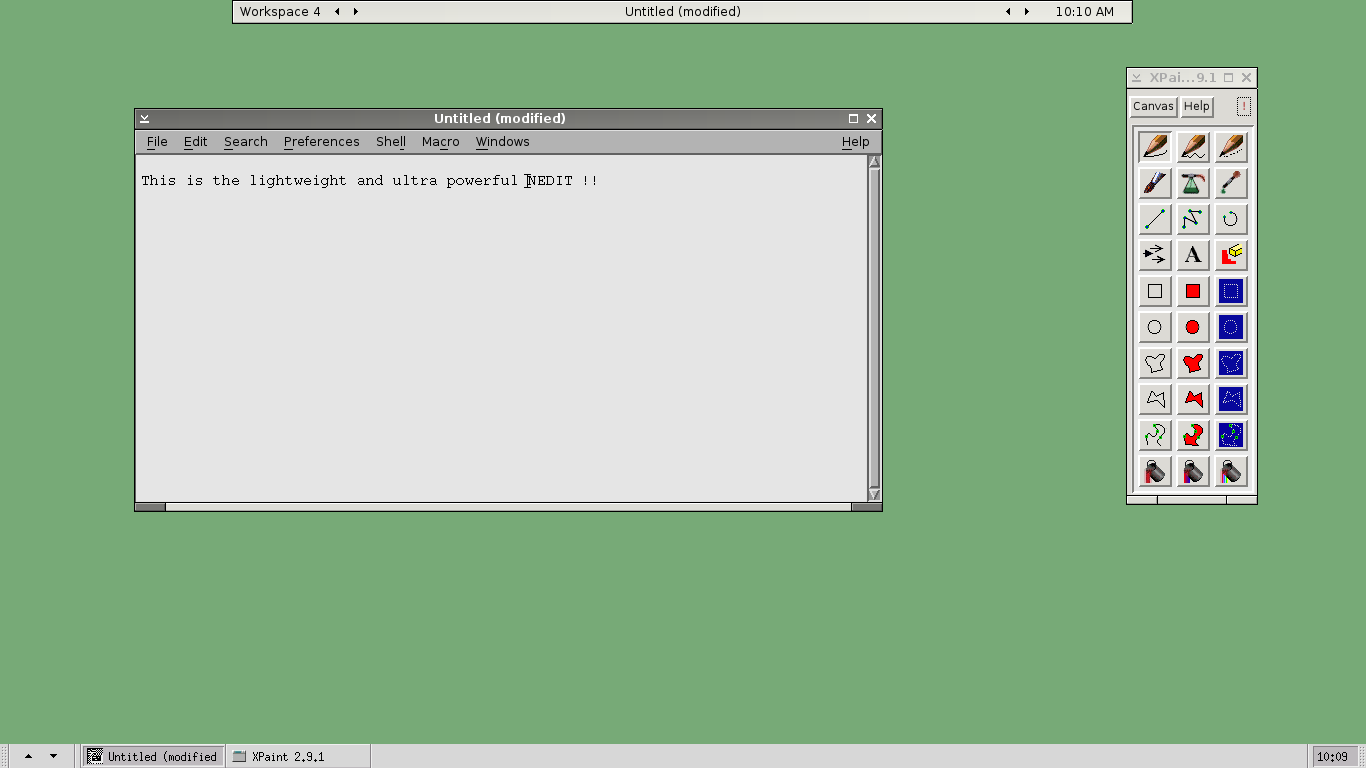 Workspace 4 Untitled (modified) 10:10 AM
XPai...9.1
Canvas Help !
Untitled (modified)
File Edit Search Preferences Shell Macro Windows Help
This is the lightweight and ultra powerful NEDIT !!
A
Untitled (modified XPaint 2.9.1 10:09